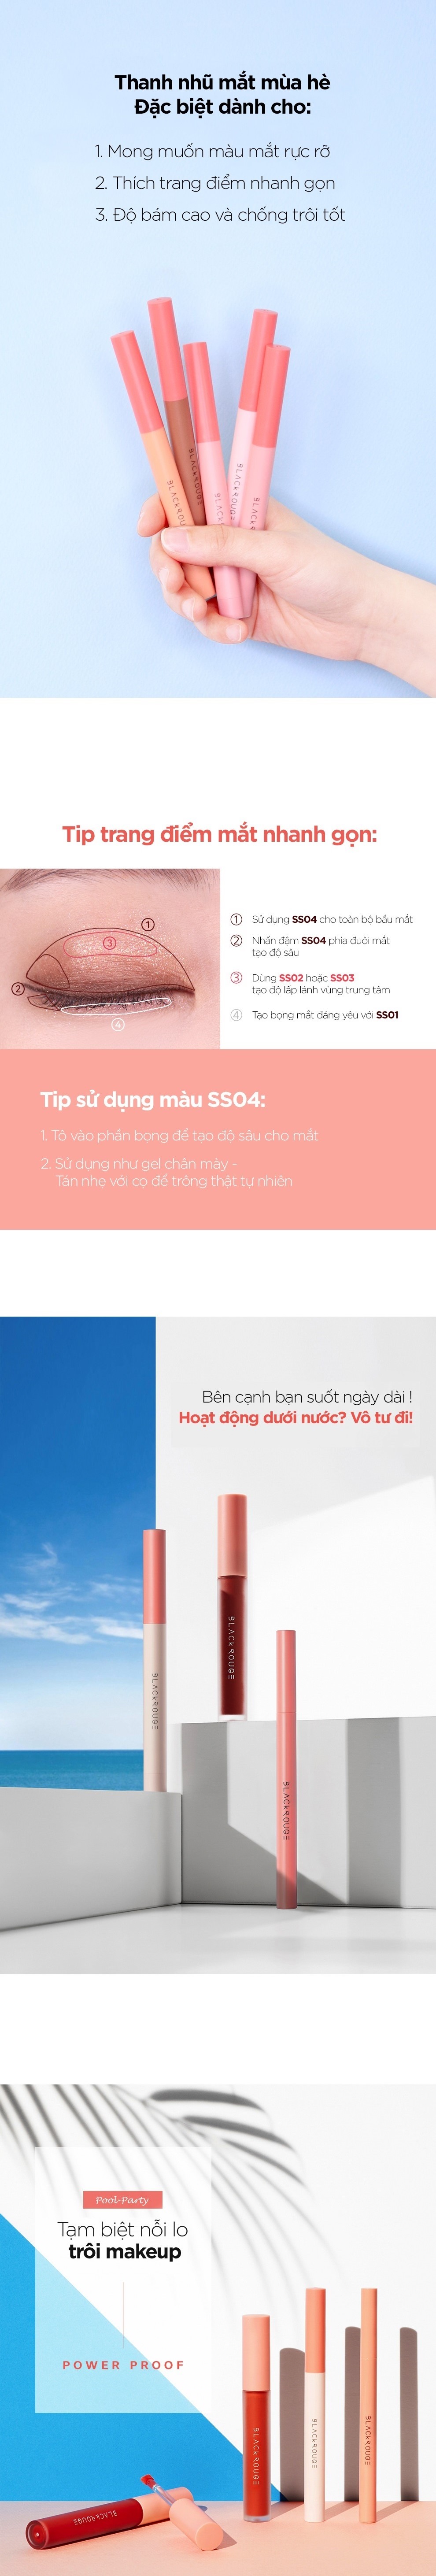 Thanh nhũ mắt mùa hè
Đặc biệt dành cho:
1. Mong muốn màu mắt rực rỡ
2. Thích trang điểm nhanh gọn
3. Độ bám cao và chống trôi tốt
BLACKROU
BLACKROUGE
BLACKR
BLACKROUG
BLACKROUGE
Tip trang điểm mắt nhanh gọn:
1
2
3
4
1 Sử dụng SS04 cho toàn bộ bầu mắt
2 Nhấn đậm SS04 phía đuôi mắt
tạo độ sâu
3 Dùng SS02 hoặc SS03
tạo độ lấp lánh vùng trung tâm
4 Tạo bọng mắt đáng yêu với SS01
Tip sử dụng màu SS04:
1. Tô vào phần bọng để tạo độ sâu cho mắt
2. Sử dụng như gel chân mày -
Tán nhẹ với cọ để trông thật tự nhiên
Bên cạnh bạn suốt ngày dài !
Hoạt động dưới nước? Vô tư đi!
BLACKROUGE
BLACKROUGE
BLACKROUGE
Pool-Party
Tạm biệt nỗi lo
trôi makeup
POWER PROOF
BLACKROUGE
BLACKROUGE
BLACKROUGE
BLACKROUGE